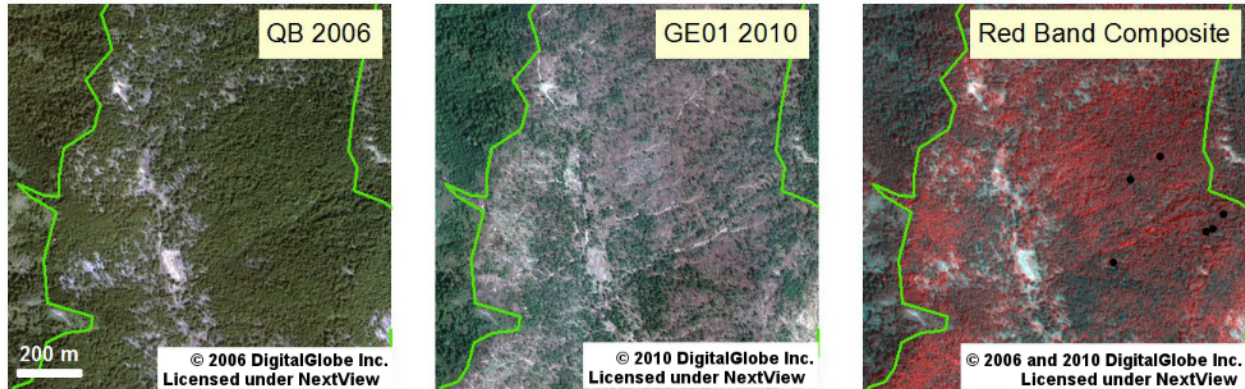 QB 2006
GE01 2010
Red Band Composite
200 m
© 2006 DigitalGlobe Inc.
Licensed under NextView
© 2010 DigitalGlobe Inc.
Licensed under NextView
© 2006 and 2010 DigitalGlobe Inc.
Licensed under NextView